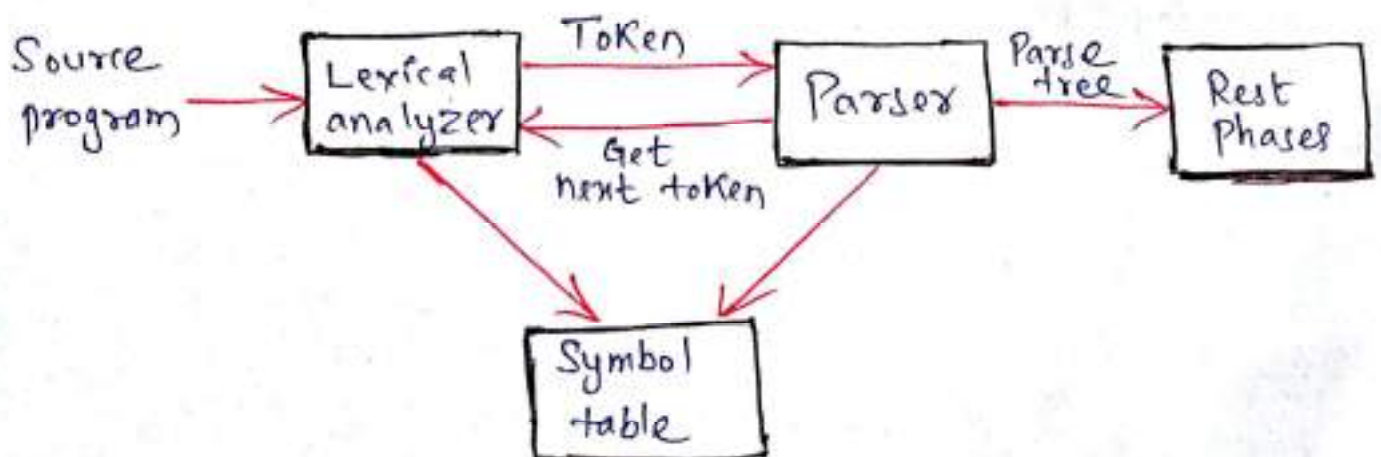 Source
program
Lexical
analyzer
ToKen
Get
next toKen
Parser
Parse
tree
Rest
Phases
Symbol
table